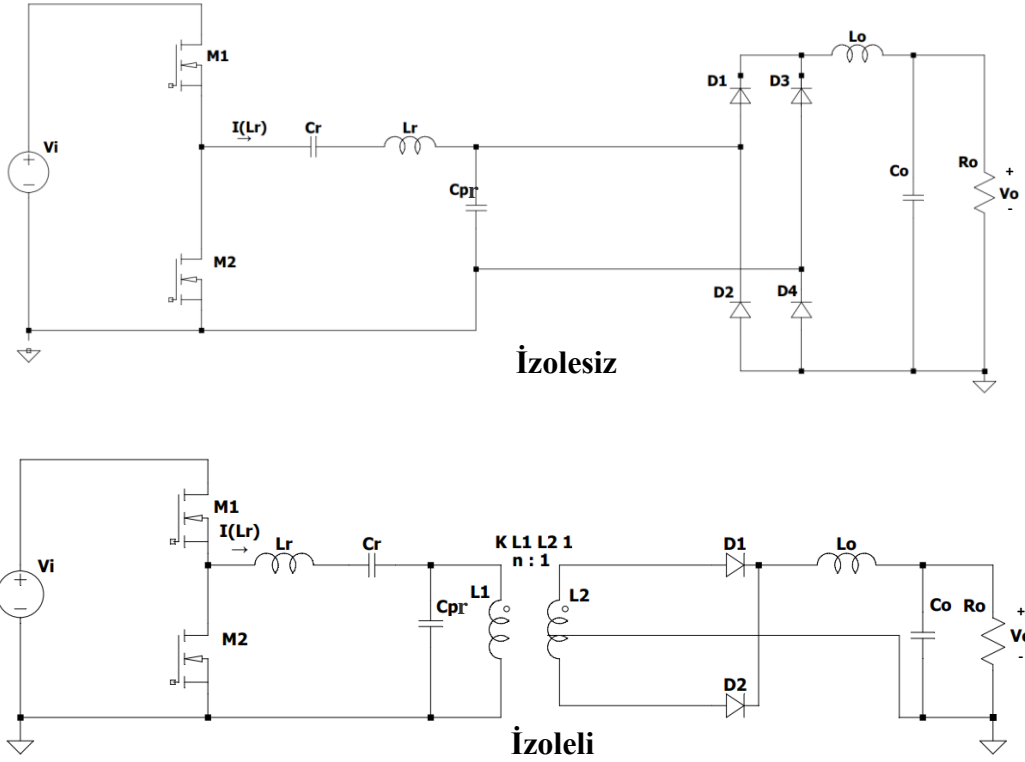 M1
I(Lr)
→
Cr
Lr
Vi
+
−
Cpr
M2
D1
D3
D2
D4
Lo
Co
Ro
+
Vo
-
İzolesiz
M1
I(Lr)
→
Lr
Cr
Vi
+
−
M2
Cpr
K L1 L2 1
n : 1
L1
L2
D1
D2
Lo
Co
Ro
+
Vo
-
İzoleli